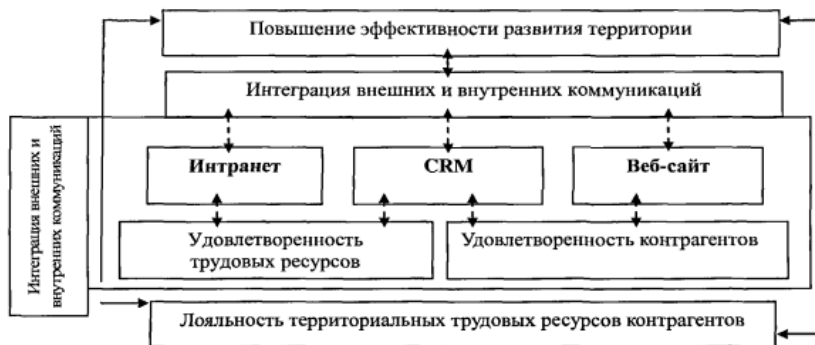 Повышение эффективности развития территории
Интеграция внешних и внутренних коммуникаций
Интеграция внешних и
внутренних коммуникаций
Интранет
CRM
Веб-сайт
Удовлетворенность
трудовых ресурсов
Удовлетворенность контрагентов
Лояльность территориальных трудовых ресурсов контрагентов